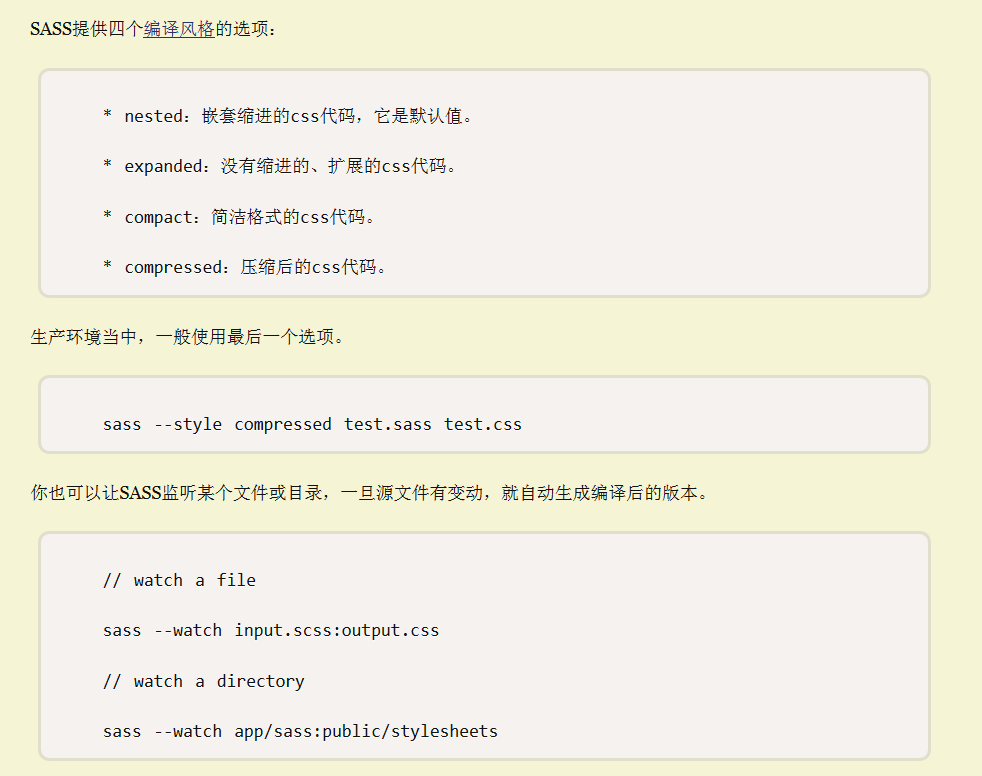 SASS提供四个编译风格的选项：
* nested：嵌套缩进的css代码，它是默认值。
* expanded：没有缩进的、扩展的css代码。
* compact：简洁格式的css代码。
* compressed：压缩后的css代码。
生产环境当中，一般使用最后一个选项。
sass --style compressed test.sass test.css
你也可以让SASS监听某个文件或目录，一旦源文件有变动，就自动生成编译后的版本。
// watch a file
sass --watch input.scss:output.css
// watch a directory
sass --watch app/sass:public/stylesheets